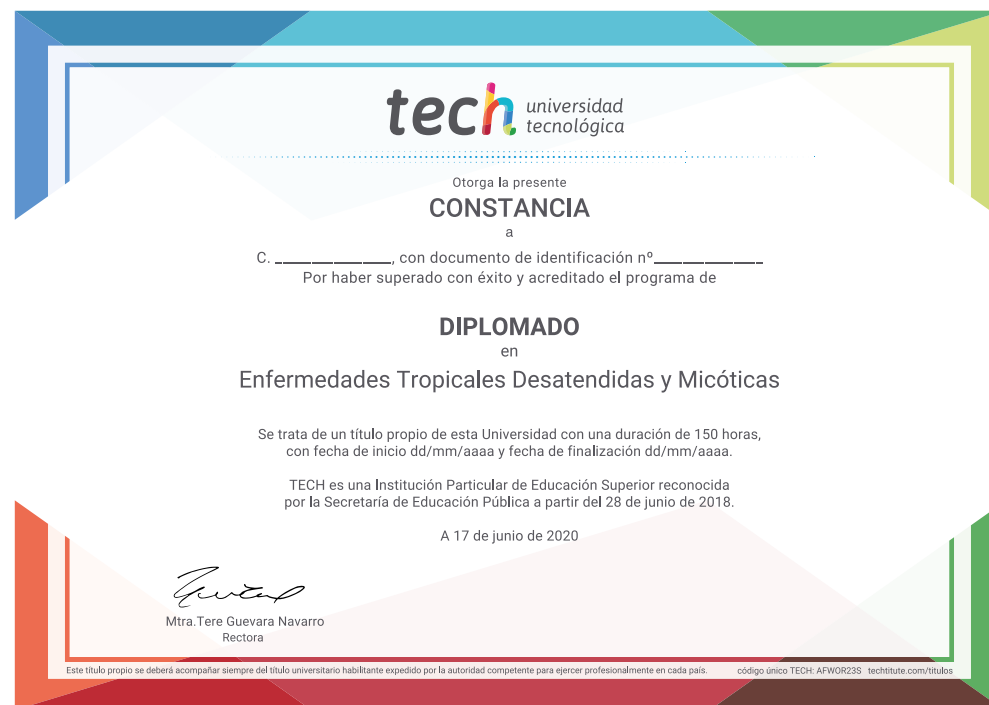 tech universidad
tecnológica
Otorga la presente
CONSTANCIA
a
C. ______________, con documento de identificación nº_____________
Por haber superado con éxito y acreditado el programa de
DIPLOMADO
en
Enfermedades Tropicales Desatendidas y Micóticas
Se trata de un título propio de esta Universidad con una duración de 150 horas,
con fecha de inicio dd/mm/aaaa y fecha de finalización dd/mm/aaaa.
TECH es una Institución Particular de Educación Superior reconocida
por la Secretaría de Educación Pública a partir del 28 de junio de 2018.
A 17 de junio de 2020
Mtra.Tere Guevara Navarro
Rectora
Este título propio se deberá acompañar siempre del título universitario habilitante expedido por la autoridad competente para ejercer profesionalmente en cada país. código único TECH: AFWOR23S techtitute.com/titulos